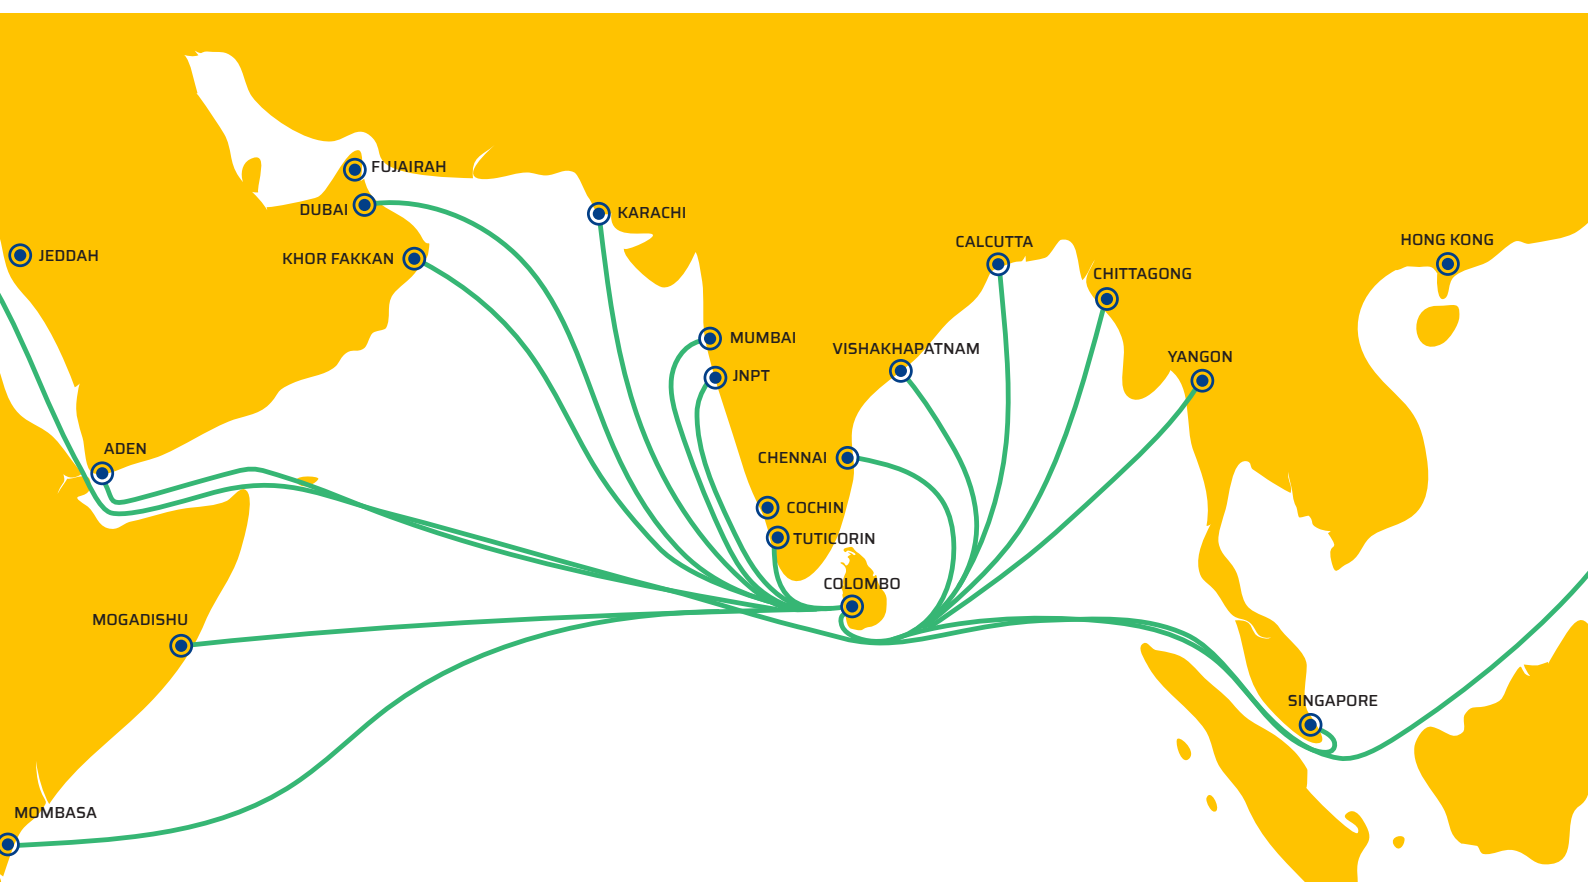 FUJAIRAH
DUBAI
KARACHI
JEDDAH
KHOR FAKKAN
CALCUTTA
HONG KONG
CHITTAGONG
MUMBAI
VISHAKHAPATNAM
YANGON
JNPT
ADEN
CHENNAI
COCHIN
TUTICORIN
COLOMBO
MOGADISHU
SINGAPORE
MOMBASA